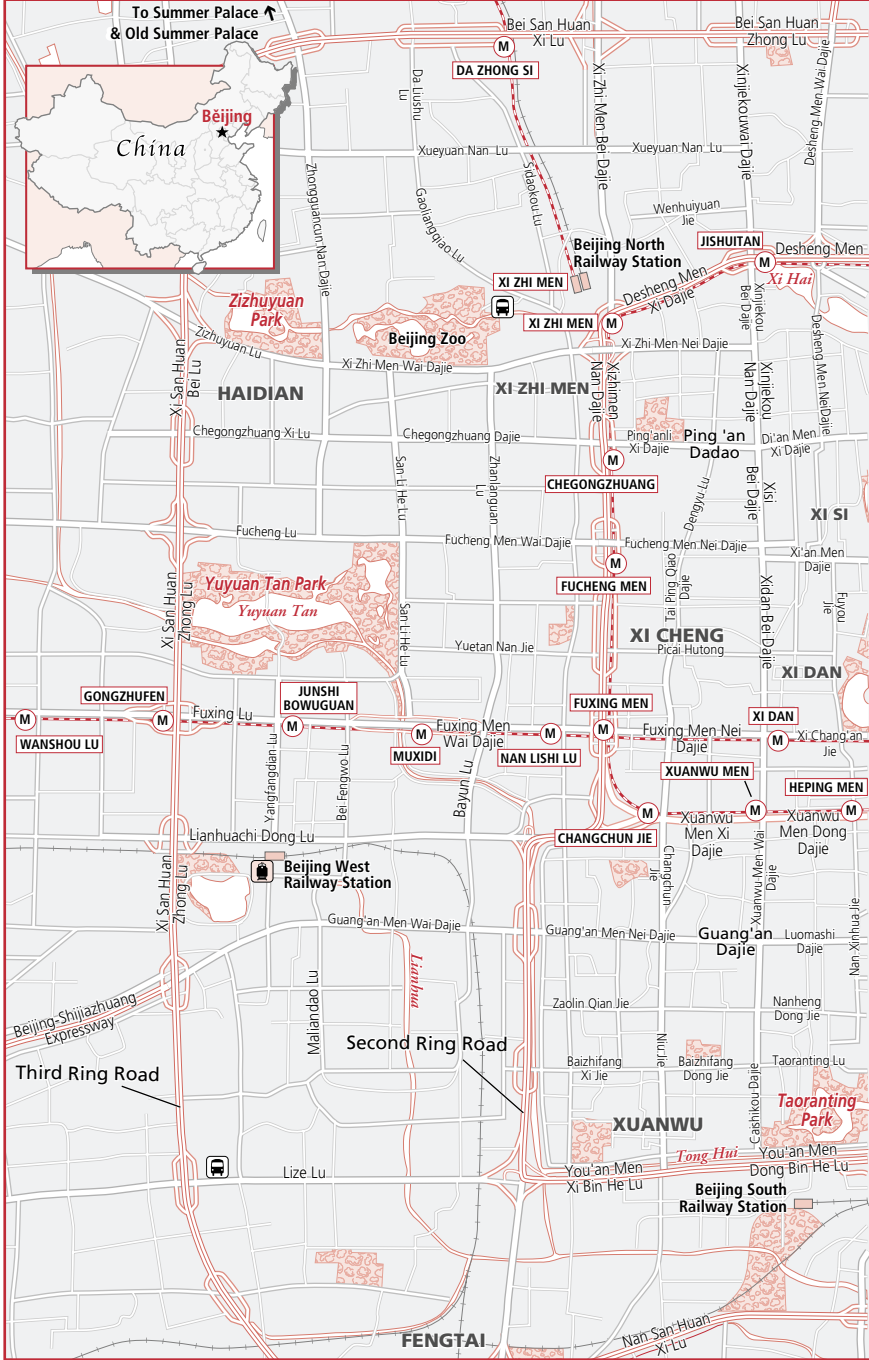 To Summer Palace
& Old Summer Palace
Běijing
China
Bei San Huan
Xi Lu
Bei San Huan
Zhong Lu
M
DA ZHONG SI
Da Liushu
Lu
Xi Zhi Men Bei Dajie
Xinjiekouwai Dajie
Desheng Men Wai Dajie
Xueyuan Nan Lu
Xueyuan Nan Lu
Zhongguancun Nan Dajie
Gaoliangqiao Lu
Sidaokou Lu
Wenhuiyuan
Jie
Beijing North
Railway Station
JISHUITAN
M
Desheng Men
Xi Hai
XI ZHI MEN
Desheng Men
Xi Dajie
XI ZHI MEN
M
Xinjiekou
Bei Dajie
Desheng Men NeiDajie
Zizhuyuan
Park
Beijing Zoo
Zizhuyuan Lu
Xi Zhi Men Wai Dajie
Xi Zhi Men Nei Dajie
Xi San Huan
Bei Lu
HAIDIAN
XI ZHI MEN
Xizhimen
Nan Dajie
Xinjiekou
Nan Dajie
Chegongzhuang Xi Lu
Chegongzhuang Dajie
Ping'anli
Xi Dajie
Ping 'an
Dadao
Di'an Men
Xi Dajie
M
CHEGONGZHUANG
San Li He Lu
Zhanlanguan
Lu
Dengyu Lu
Xisi
Bei Dajie
XI SI
Fucheng Lu
Fucheng Men Wai Dajie
Fucheng Men Nei Dajie
Xi'an Men
Dajie
M
FUCHENG MEN
Yuyuan Tan Park
Yuyuan Tan
Xi San Huan
Zhong Lu
San Li He Lu
Tai Ping Qiao
Dajie
Xidan Bei Dajie
Fuyou
Jie
Yuetan Nan Jie
XI CHENG
Picai Hutong
XI DAN
GONGZHUFEN
JUNSHI
BOWUGUAN
FUXING MEN
XI DAN
M
M
M
M
M
M
M
Fuxing Lu
Fuxing Men
Wai Dajie
Fuxing Men Nei
Dajie
Xi Chang'an
Jie
WANSHOU LU
MUXIDI
NAN LISHI LU
XUANWU MEN
HEPING MEN
Yangfangdian Lu
Bei Fengwo Lu
Bayun Lu
M
M
M
Lianhuachi Dong Lu
CHANGCHUN JIE
Xuanwu
Men Xi
Dajie
Xuanwu
Men Dong
Dajie
Xi San Huan
Zhong Lu
Beijing West
Railway Station
Changchun
Jie
Xuanwu Men Wai
Dajie
Guang'an Men Wai Dajie
Guang'an Men Nei Dajie
Guang'an
Dajie
Luomashi
Dajie
Nan Xinhua Jie
Lianhua
Beijing-Shijiazhuang
Expressway
Maliandao Lu
Zaolin Qian Jie
Nanheng
Dong Jie
Second Ring Road
NiuJie
Third Ring Road
Baizhifang
Xi Jie
Baizhifang
Dong Jie
Taoranting Lu
Caishikou Dajie
Taoranting
Park
XUANWU
Tong Hui
Lize Lu
You'an Men
Xi Bin He Lu
You'an Men
Dong Bin He Lu
Beijing South
Railway Station
FENGTAI
Nan San Huan
Xi Lu